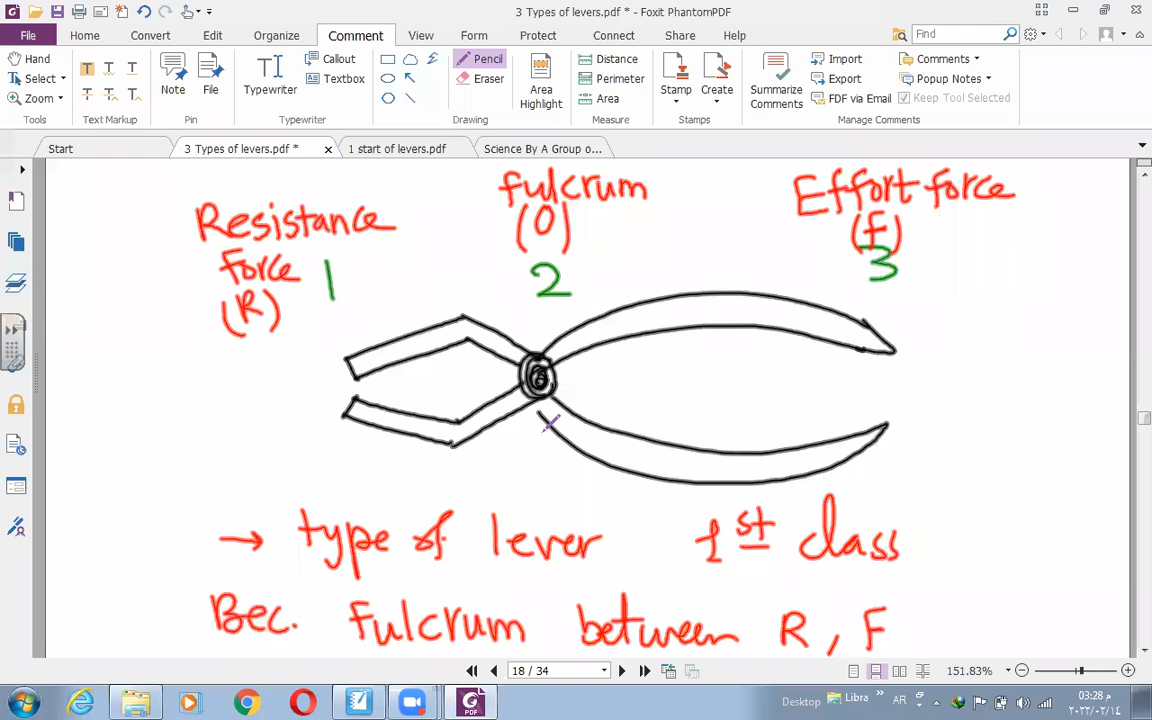 3 Types of levers.pdf * - Foxit PhantomPDF
File Home Convert Edit Organize Comment View Form Protect Share Connect Help Find
Hand Select Zoom Tools
T T T T T T Text Markup
Note File Pin
Typewriter Callout Textbox Typewriter
Pencil Eraser Drawing
Area Highlight Distance Perimeter Area Measure
Stamp Create Stamps
Summarize Comments Import Export FDF via Email Comments Popup Notes Keep Tool Selected Manage Comments
Start 3 Types of levers.pdf * 1 start of levers.pdf Science By A Group o...
Resistance Force (R) 1
fulcrum (O) 2
Effort force (F) 3
→ type of lever 1st class
Bec. Fulcrum between R, F
18 / 34 151.83%
PDF Desktop Libra » AR 03:28 م
٢٠٢٢/٠٢/١٤